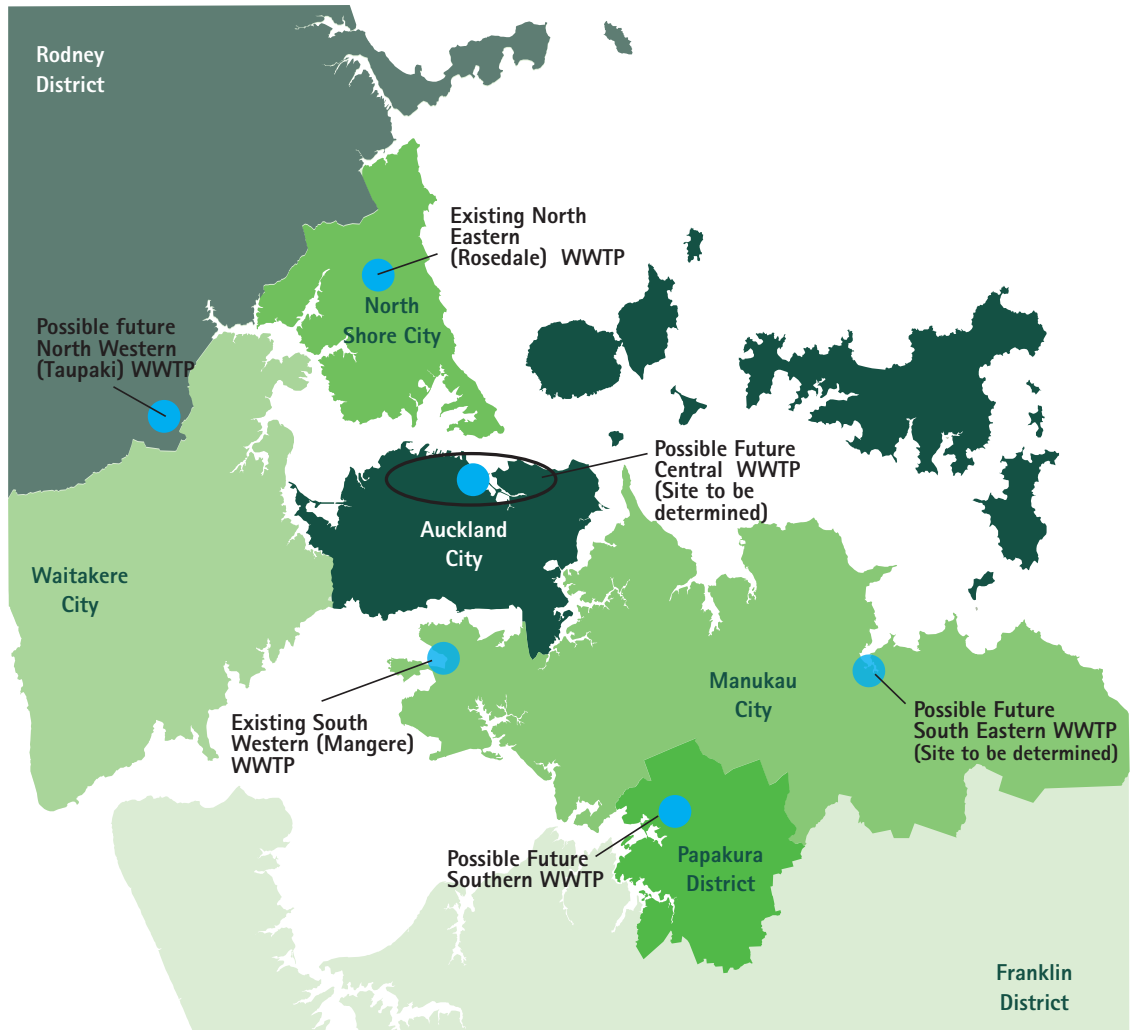 Rodney
District
Existing North
Eastern
(Rosedale) WWTP
North
Shore City
Possible future
North Western
(Taupaki) WWTP
Possible Future
Central WWTP
(Site to be
determined)
Auckland
City
Waitakere
City
Manukau
City
Existing South
Western (Mangere)
WWTP
Possible Future
South Eastern WWTP
(Site to be determined)
Possible Future
Southern WWTP
Papakura
District
Franklin
District